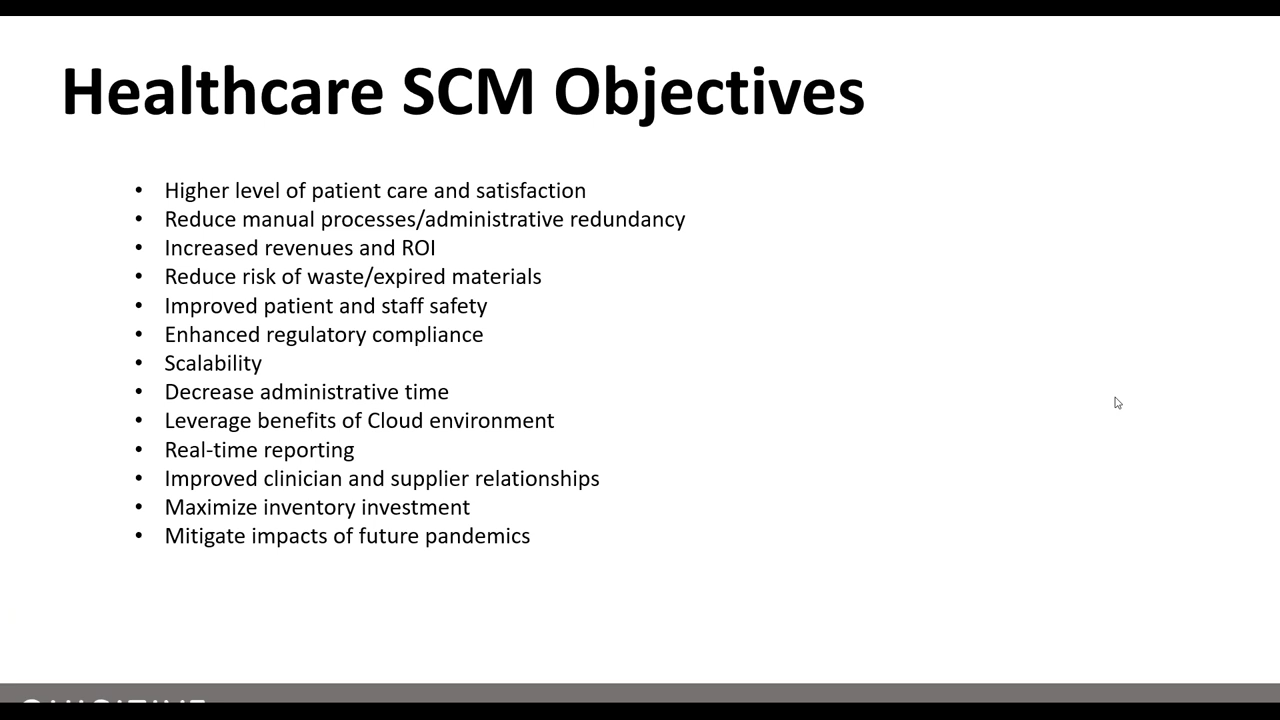 Healthcare SCM Objectives
• Higher level of patient care and satisfaction
• Reduce manual processes/administrative redundancy
• Increased revenues and ROI
• Reduce risk of waste/expired materials
• Improved patient and staff safety
• Enhanced regulatory compliance
• Scalability
• Decrease administrative time
• Leverage benefits of Cloud environment
• Real-time reporting
• Improved clinician and supplier relationships
• Maximize inventory investment
• Mitigate impacts of future pandemics